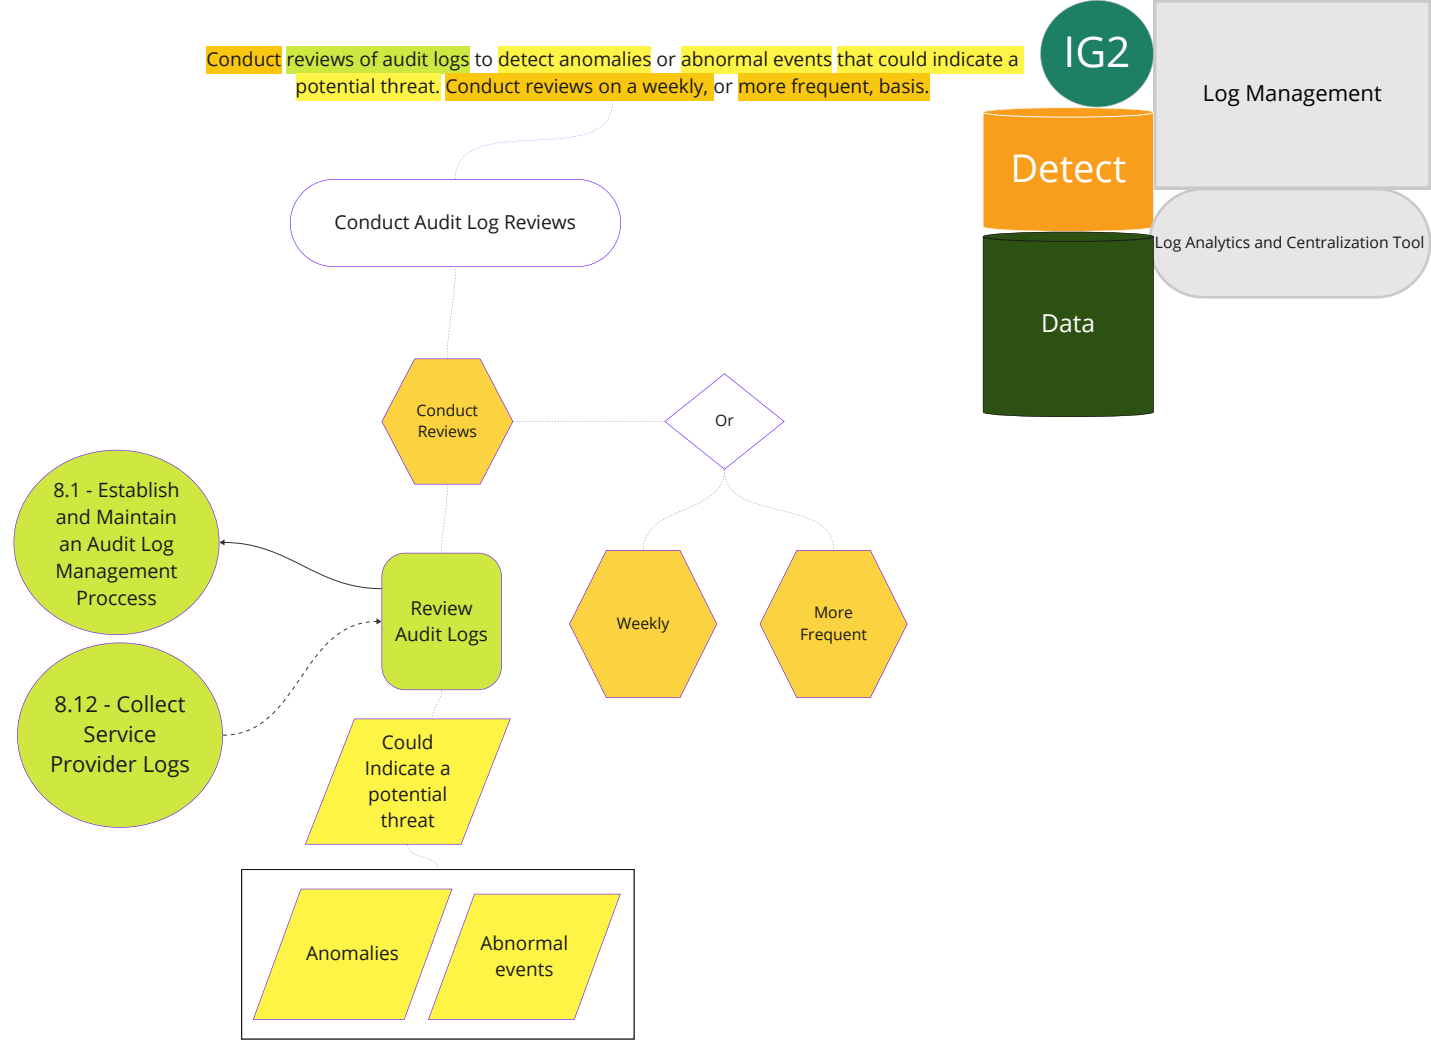 Conduct reviews of audit logs to detect anomalies or abnormal events that could indicate a
potential threat. Conduct reviews on a weekly, or more frequent, basis.
IG2
Log Management
Detect
Log Analytics and Centralization Tool
Data
Conduct Audit Log Reviews
Conduct
Reviews
Or
8.1 - Establish
and Maintain
an Audit Log
Management
Proccess
Review
Audit Logs
Weekly
More
Frequent
8.12 - Collect
Service
Provider Logs
Could
Indicate a
potential
threat
Anomalies
Abnormal
events